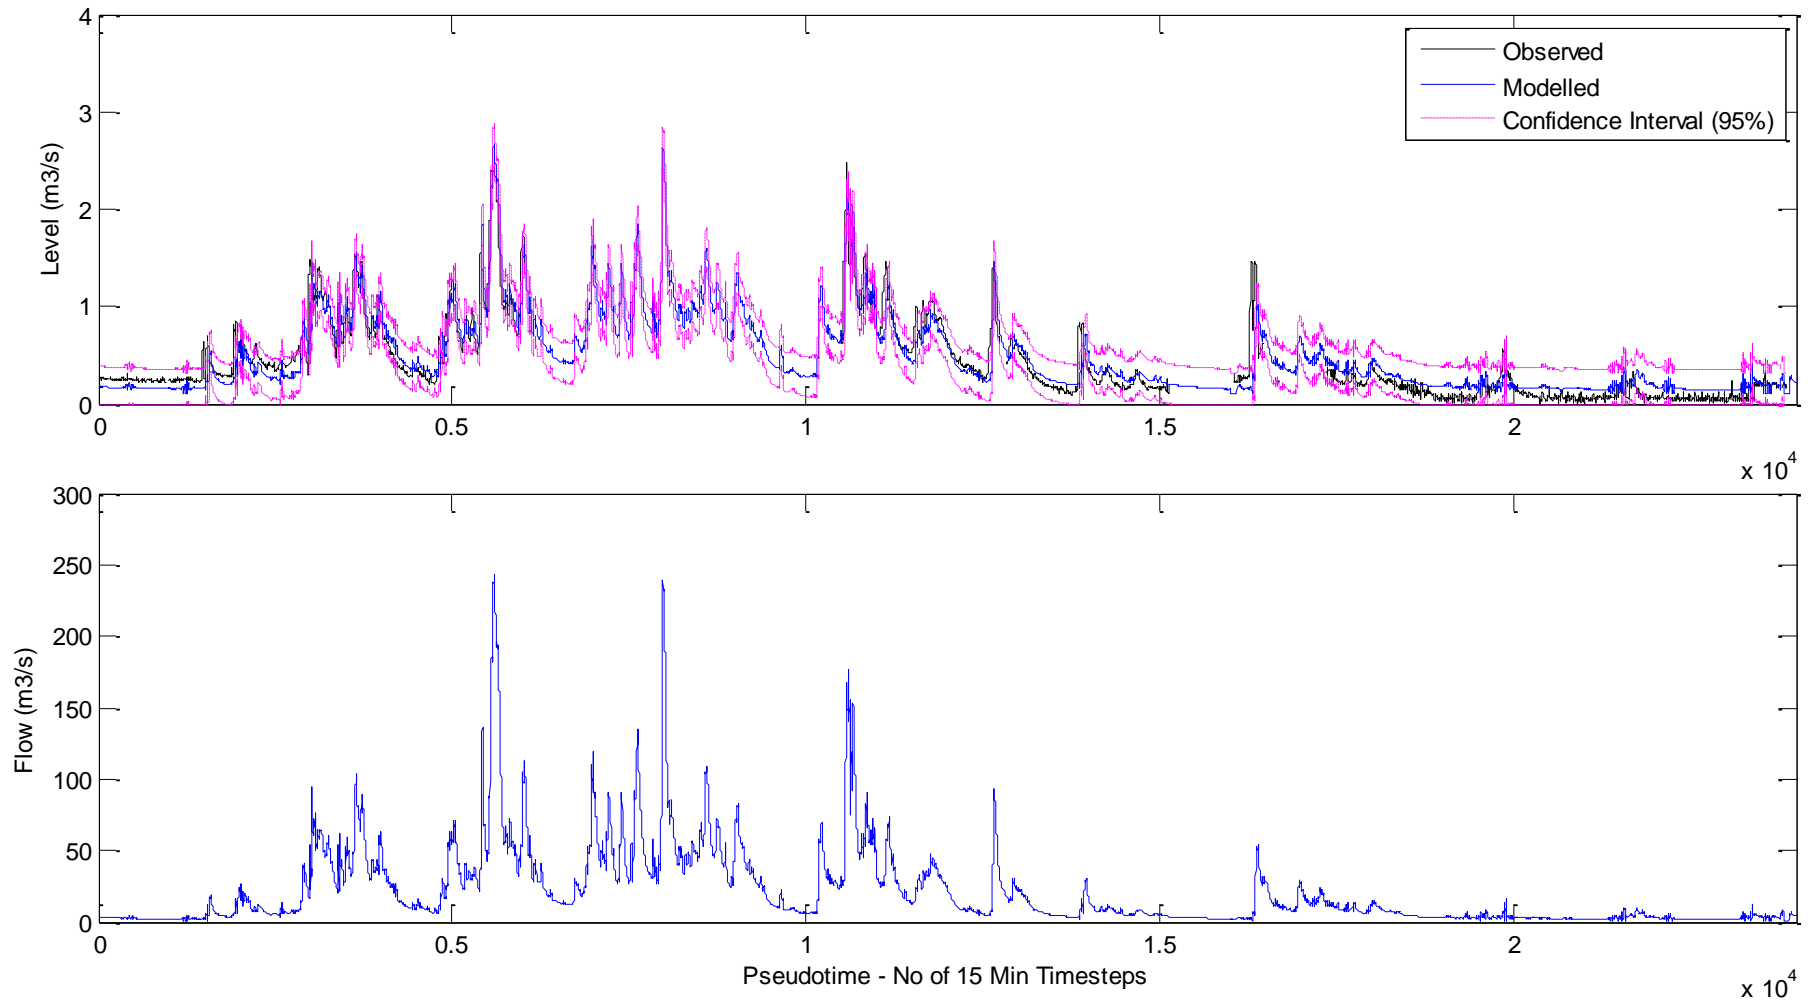 4
3
2
1
0
Level (m3/s)
Observed
Modelled
Confidence Interval (95%)
0
0.5
1
1.5
2
x 10^4
300
250
200
150
100
50
0
Flow (m3/s)
0
0.5
1
1.5
2
Pseudotime - No of 15 Min Timesteps
x 10^4